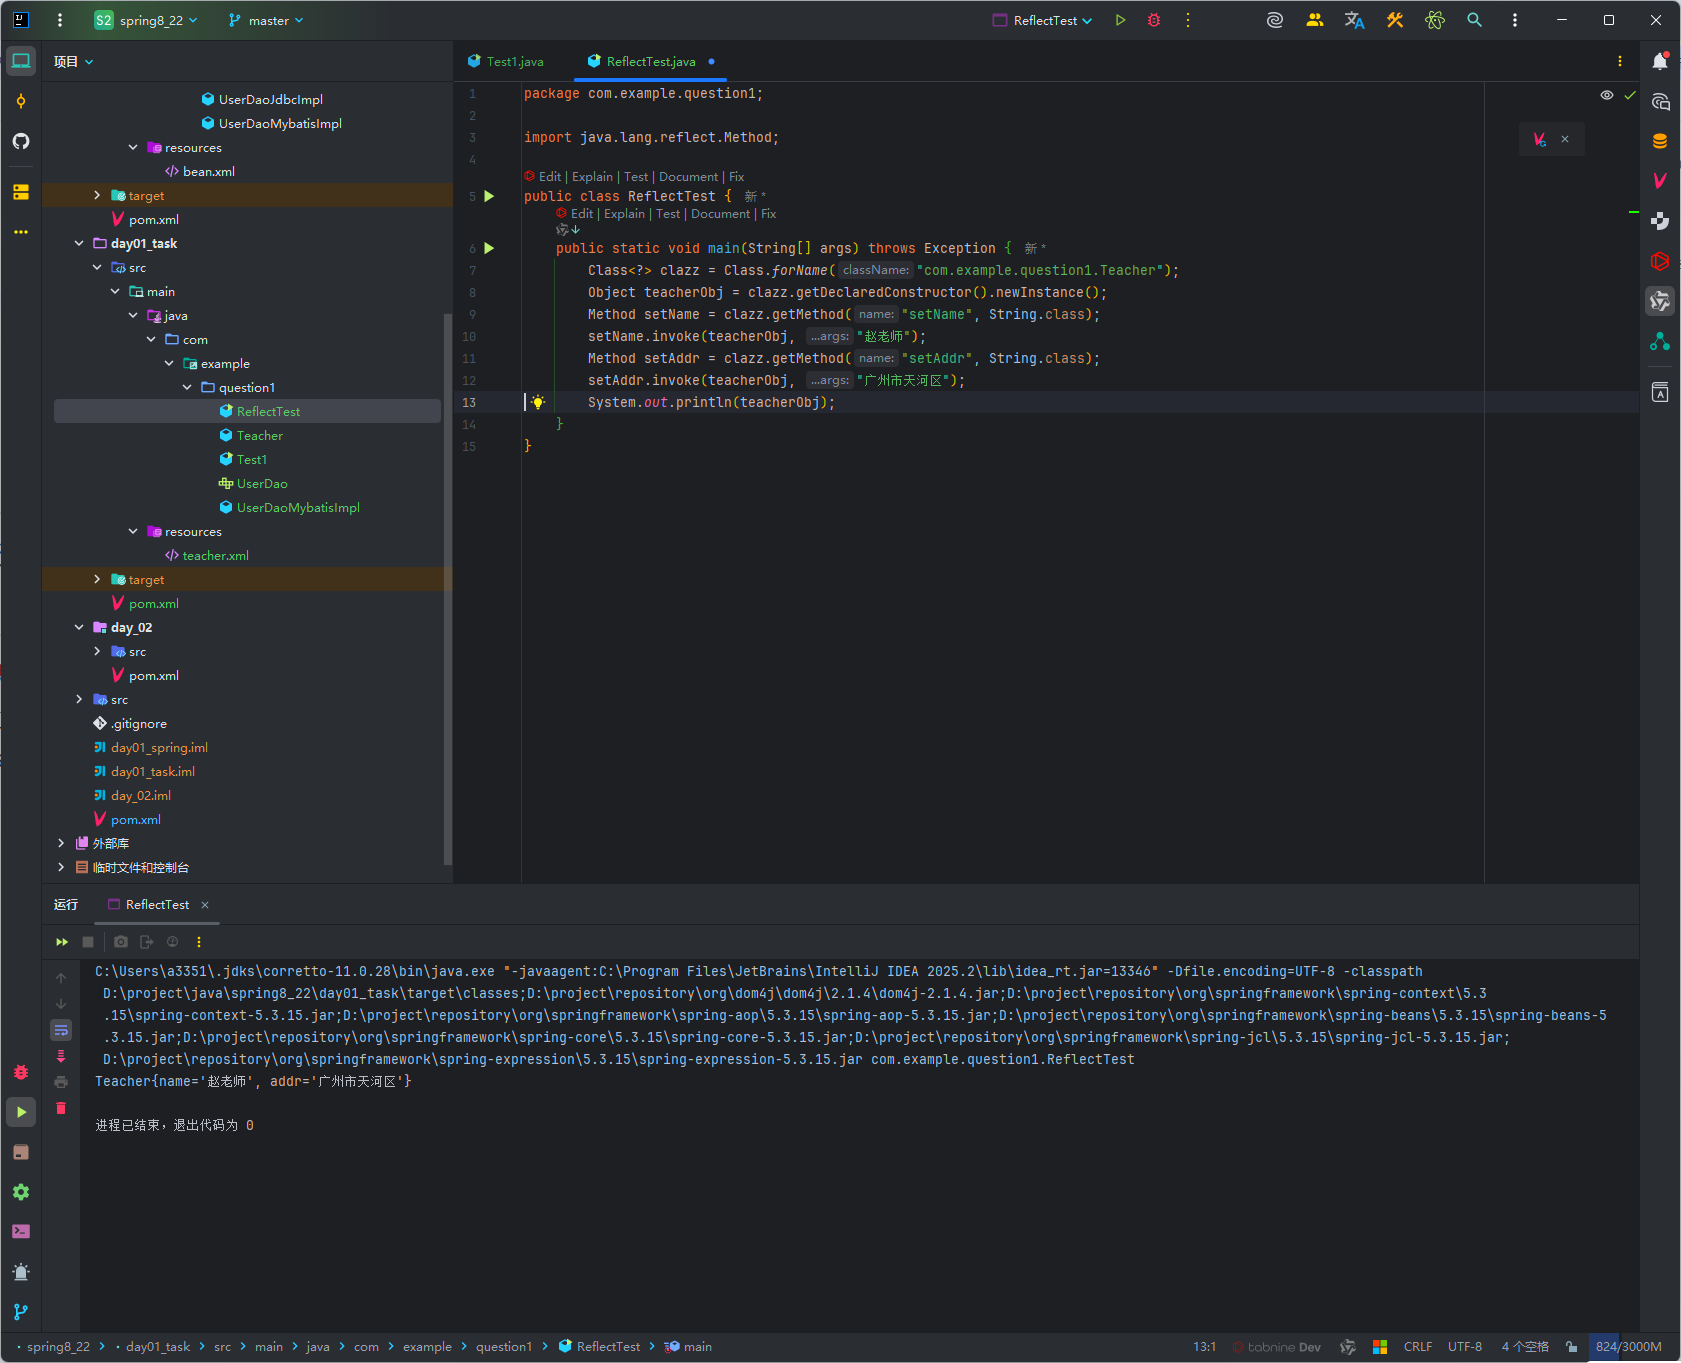 S2 spring8_22 master ReflectTest
项目
Test1.java ReflectTest.java
UserDaoJdbcImpl
UserDaoMybatisImpl
resources
bean.xml
target
pom.xml
day01_task
src
main
java
com
example
question1
ReflectTest
Teacher
Test1
UserDao
UserDaoMybatisImpl
resources
teacher.xml
target
pom.xml
day_02
src
pom.xml
src
.gitignore
day01_spring.iml
day01_task.iml
day_02.iml
pom.xml
外部库
临时文件和控制台
1 package com.example.question1;
2
3 import java.lang.reflect.Method;
4
Edit | Explain | Test | Document | Fix
5 public class ReflectTest { 新 *
Edit | Explain | Test | Document | Fix
6 public static void main(String[] args) throws Exception { 新 *
7 Class<?> clazz = Class.forName( className: "com.example.question1.Teacher");
8 Object teacherObj = clazz.getDeclaredConstructor().newInstance();
9 Method setName = clazz.getMethod( name: "setName", String.class);
10 setName.invoke(teacherObj, ...args: "赵老师");
11 Method setAddr = clazz.getMethod( name: "setAddr", String.class);
12 setAddr.invoke(teacherObj, ...args: "广州市天河区");
13 System.out.println(teacherObj);
14 }
15 }
运行 ReflectTest
C:\Users\a3351\.jdks\corretto-11.0.28\bin\java.exe "-javaagent:C:\Program Files\JetBrains\IntelliJ IDEA 2025.2\lib\idea_rt.jar=13346" -Dfile.encoding=UTF-8 -classpath
D:\project\java\spring8_22\day01_task\target\classes;D:\project\repository\org\dom4j\dom4j\2.1.4\dom4j-2.1.4.jar;D:\project\repository\org\springframework\spring-context\5.3
.15\spring-context-5.3.15.jar;D:\project\repository\org\springframework\spring-aop\5.3.15\spring-aop-5.3.15.jar;D:\project\repository\org\springframework\spring-beans\5.3.15\spring-beans-5
.3.15.jar;D:\project\repository\org\springframework\spring-core\5.3.15\spring-core-5.3.15.jar;D:\project\repository\org\springframework\spring-jcl\5.3.15\spring-jcl-5.3.15.jar;
D:\project\repository\org\springframework\spring-expression\5.3.15\spring-expression-5.3.15.jar com.example.question1.ReflectTest
Teacher{name='赵老师', addr='广州市天河区'}
进程已结束，退出代码为 0
spring8_22 day01_task src main java com example question1 ReflectTest main 13:1 tabnine Dev CRLF UTF-8 4 个空格 824/3000M